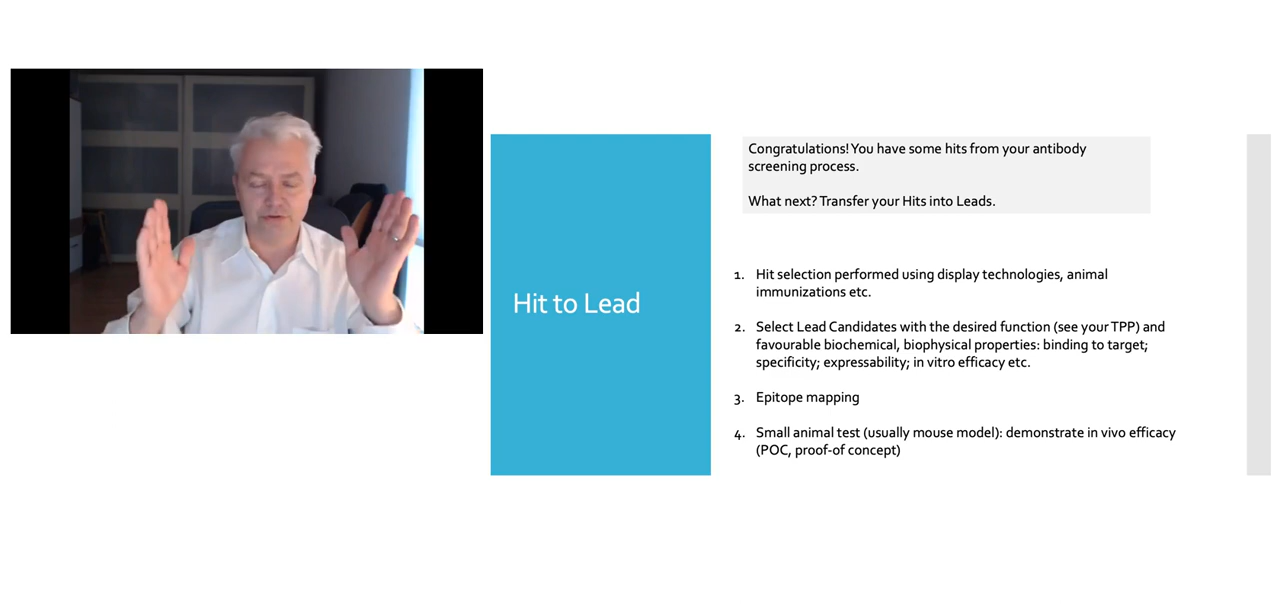 Hit to Lead
Congratulations! You have some hits from your antibody
screening process.
What next? Transfer your Hits into Leads.
1. Hit selection performed using display technologies, animal
immunizations etc.
2. Select Lead Candidates with the desired function (see your TPP) and
favourable biochemical, biophysical properties: binding to target;
specificity; expressability; in vitro efficacy etc.
3. Epitope mapping
4. Small animal test (usually mouse model): demonstrate in vivo efficacy
(POC, proof-of concept)